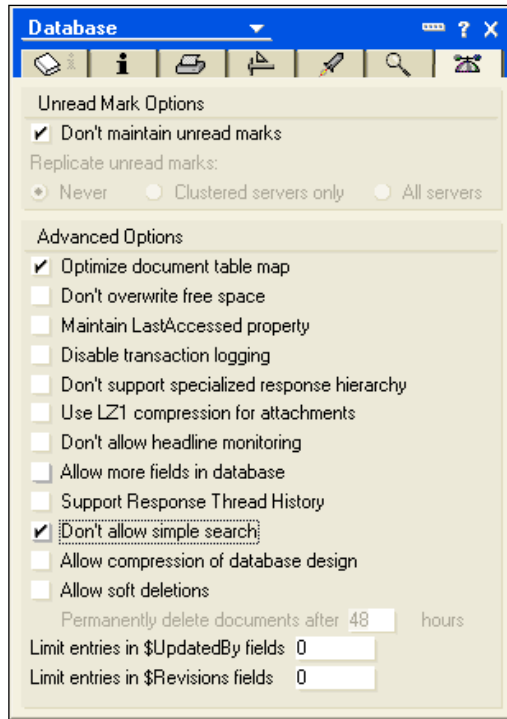 Database
? X
i i
Unread Mark Options
Don't maintain unread marks
Replicate unread marks:
Never Clustered servers only All servers
Advanced Options
Optimize document table map
Don't overwrite free space
Maintain LastAccessed property
Disable transaction logging
Don't support specialized response hierarchy
Use LZ1 compression for attachments
Don't allow headline monitoring
Allow more fields in database
Support Response Thread History
Don't allow simple search
Allow compression of database design
Allow soft deletions
Permanently delete documents after 48 hours
Limit entries in $UpdatedBy fields 0
Limit entries in $Revisions fields 0